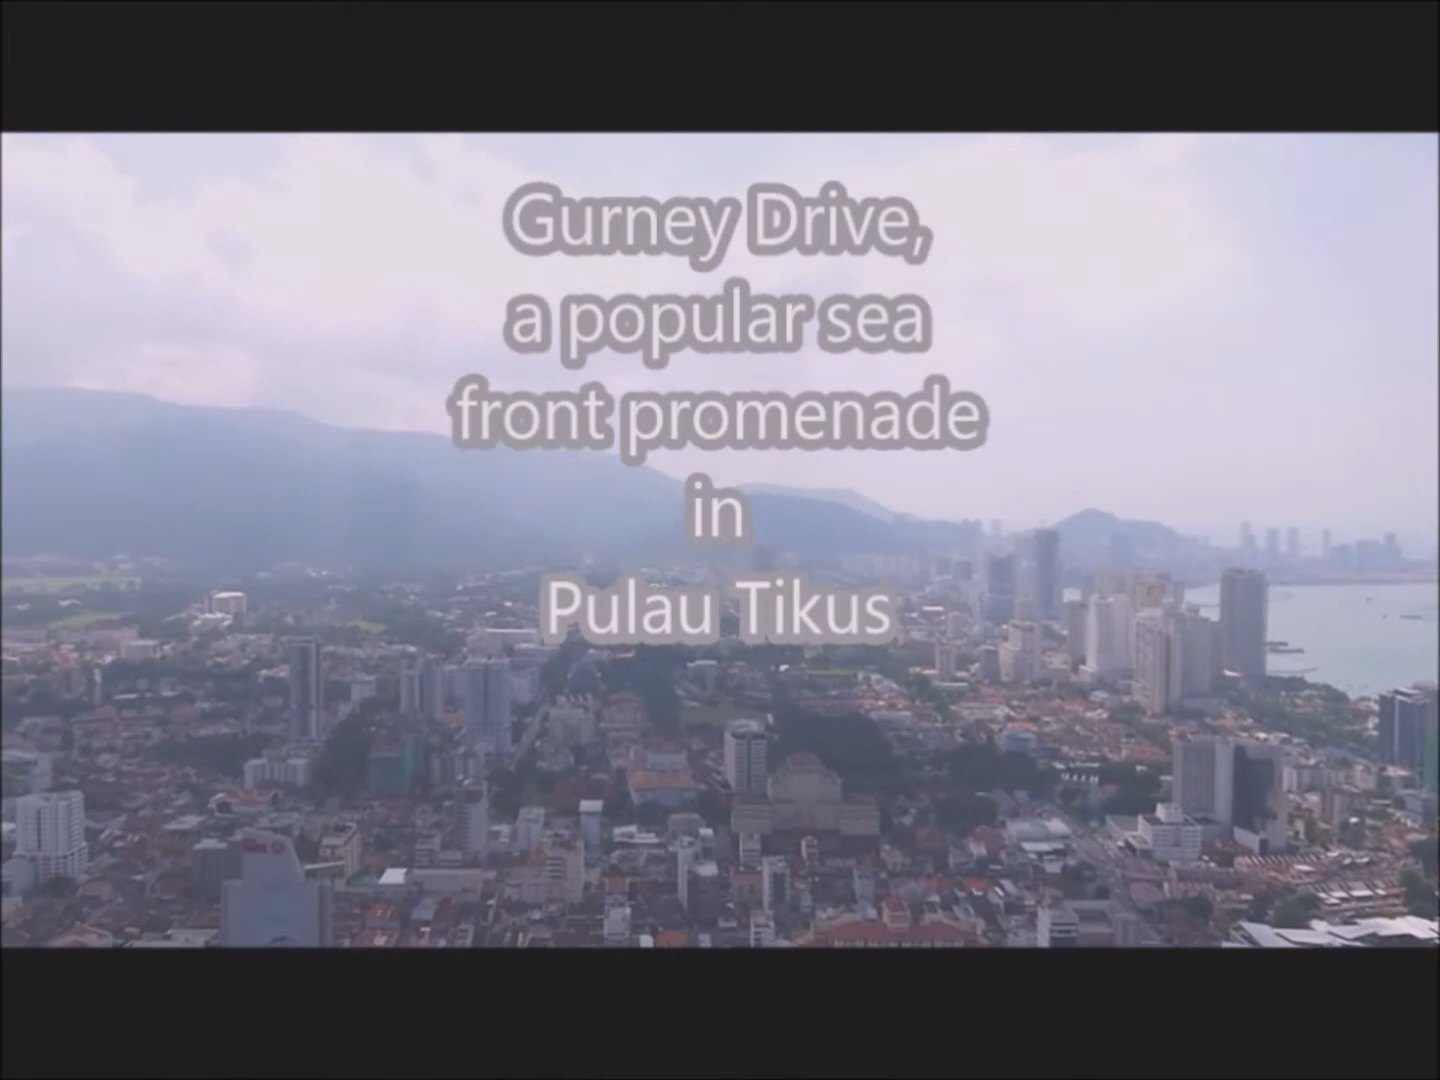 Gurney Drive,
a popular sea
front promenade
in
Pulau Tikus